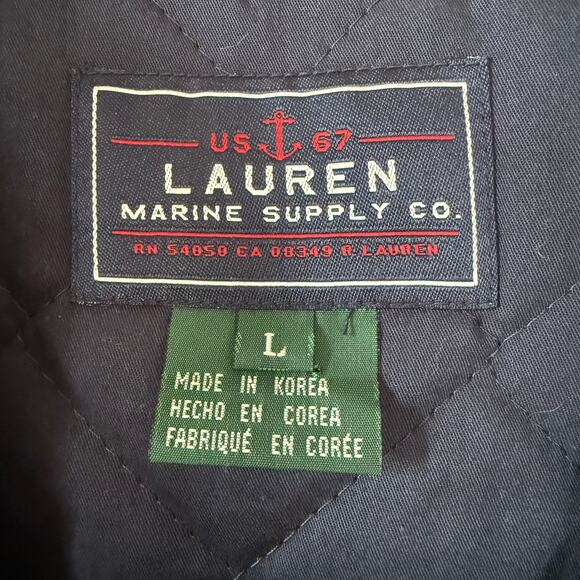 US 67
LAUREN
MARINE SUPPLY CO.
RN 54050 CA 00349 R.LAUREN
L
MADE IN KOREA
HECHO EN COREA
FABRIQUÉ EN CORÉE